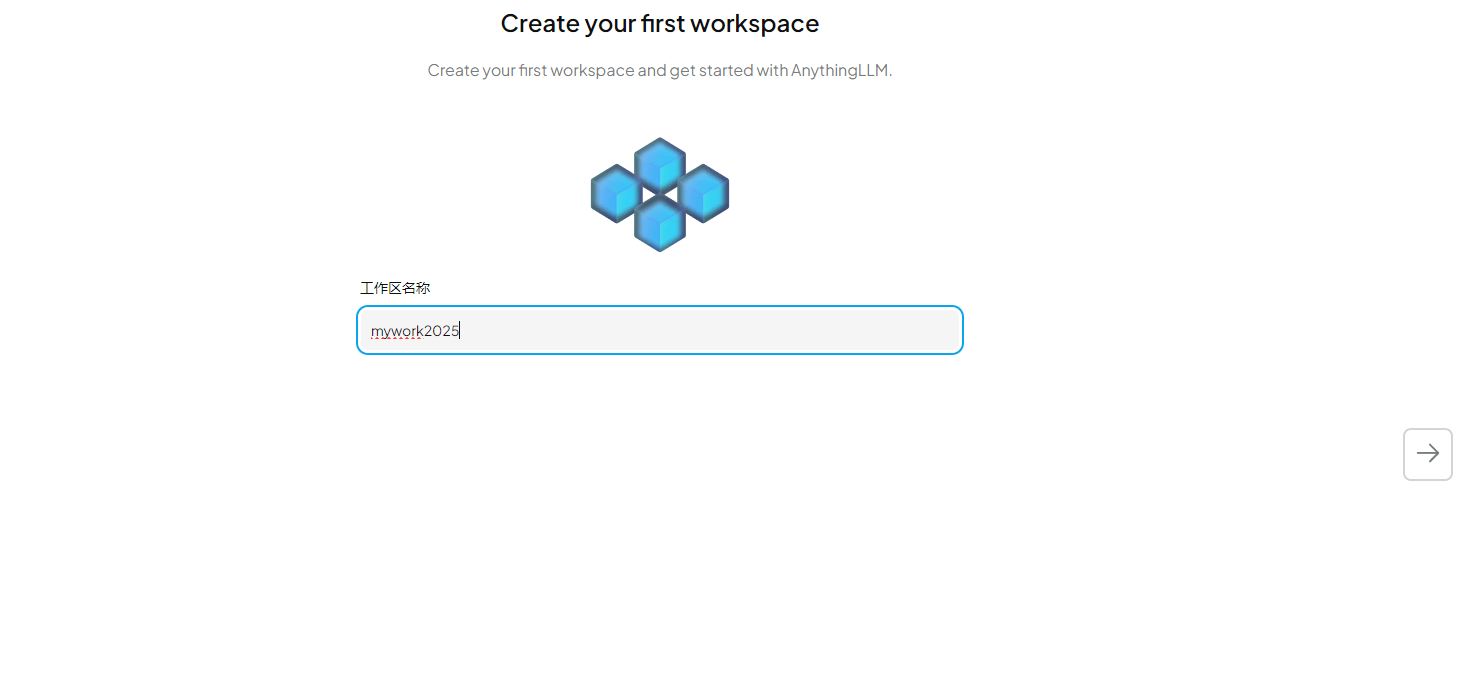 Create your first workspace
Create your first workspace and get started with AnythingLLM.
工作区名称
mywork2025